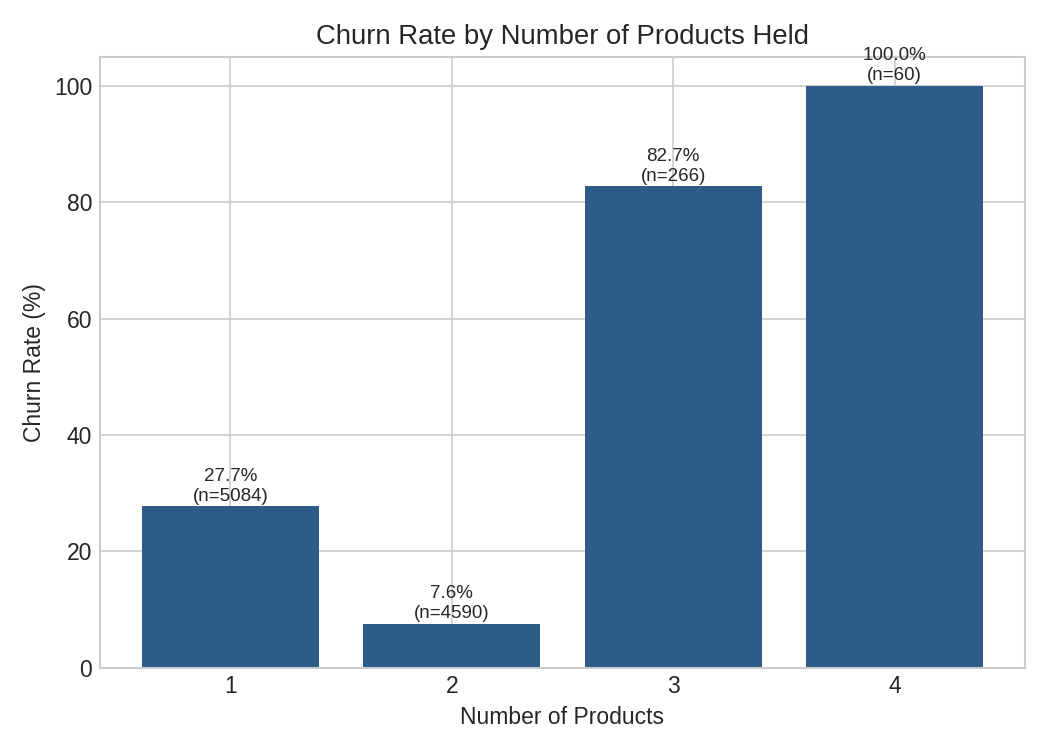 Churn Rate by Number of Products Held
100.0%
(n=60)
82.7%
(n=266)
27.7%
(n=5084)
7.6%
(n=4590)
Churn Rate (%)
100
80
60
40
20
0
1 2 3 4
Number of Products